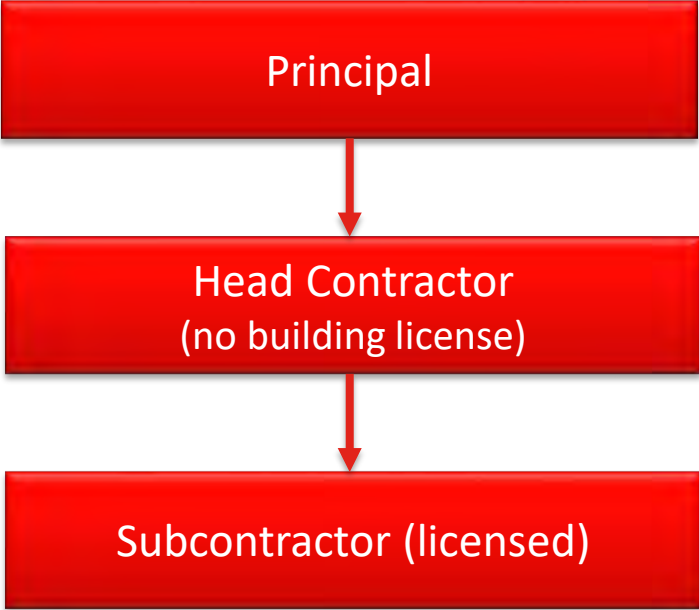 Principal
Head Contractor
(no building license)
Subcontractor (licensed)